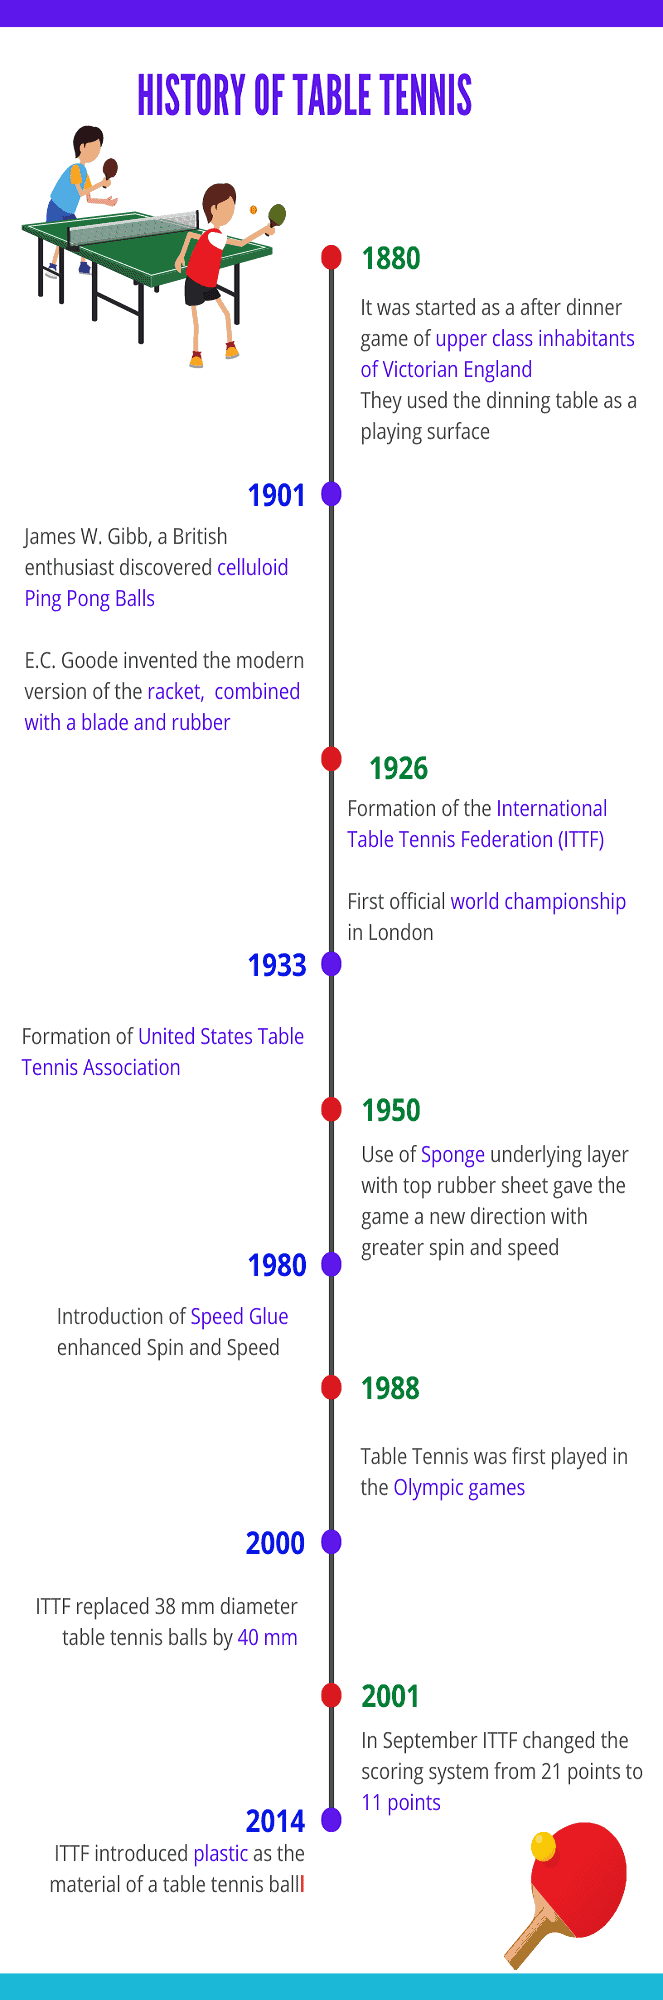 HISTORY OF TABLE TENNIS
1880
It was started as a after dinner
game of upper class inhabitants
of Victorian England
They used the dinning table as a
playing surface
1901
James W. Gibb, a British
enthusiast discovered celluloid
Ping Pong Balls
E.C. Goode invented the modern
version of the racket, combined
with a blade and rubber
1926
Formation of the International
Table Tennis Federation (ITTF)
First official world championship
in London
1933
Formation of United States Table
Tennis Association
1950
Use of Sponge underlying layer
with top rubber sheet gave the
game a new direction with
greater spin and speed
1980
Introduction of Speed Glue
enhanced Spin and Speed
1988
Table Tennis was first played in
the Olympic games
2000
ITTF replaced 38 mm diameter
table tennis balls by 40 mm
2001
In September ITTF changed the
scoring system from 21 points to
11 points
2014
ITTF introduced plastic as the
material of a table tennis balll